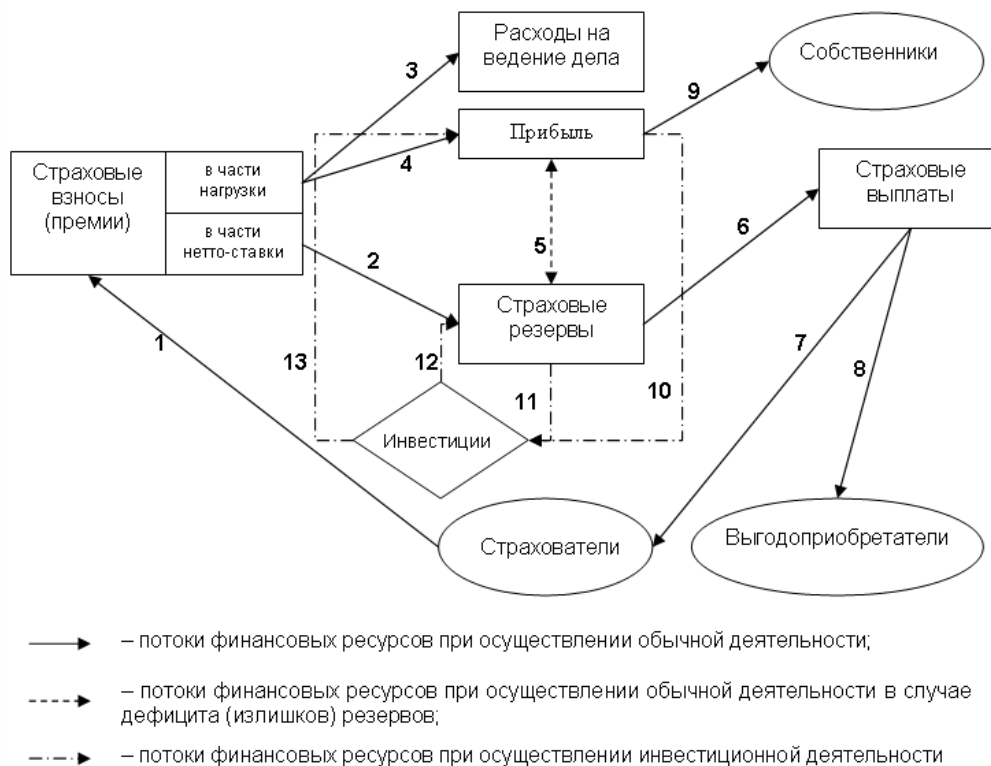 Расходы на
ведение дела
Собственники
3
9
Прибыль
4
Страховые
взносы
(премии)
в части
нагрузки
в части
нетто-ставки
Страховые
выплаты
2
5
6
Страховые
резервы
1
13
12
11
10
7
8
Инвестиции
Страхователи
Выгодоприобретатели
– потоки финансовых ресурсов при осуществлении обычной деятельности;
– потоки финансовых ресурсов при осуществлении обычной деятельности в случае
дефицита (излишков) резервов;
– потоки финансовых ресурсов при осуществлении инвестиционной деятельности